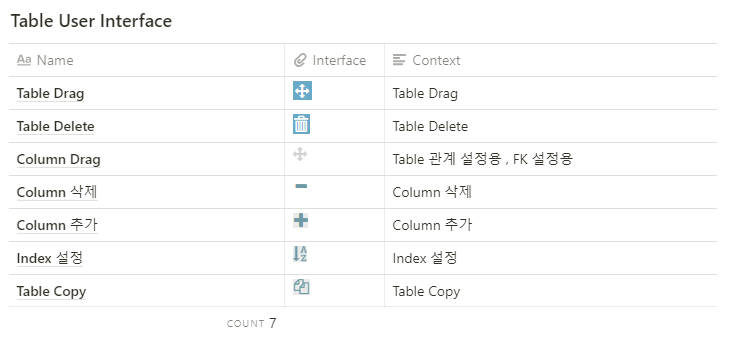 Table User Interface
Aa Name Interface Context
Table Drag Table Drag
Table Delete Table Delete
Column Drag Table 관계 설정용 , FK 설정용
Column 삭제 Column 삭제
Column 추가 Column 추가
Index 설정 Index 설정
Table Copy Table Copy
COUNT 7